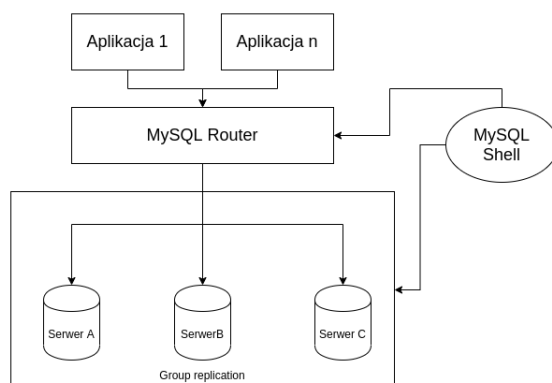 Aplikacja 1
Aplikacja n
MySQL Router
MySQL
Shell
Serwer A
SerwerB
Serwer C
Group replication